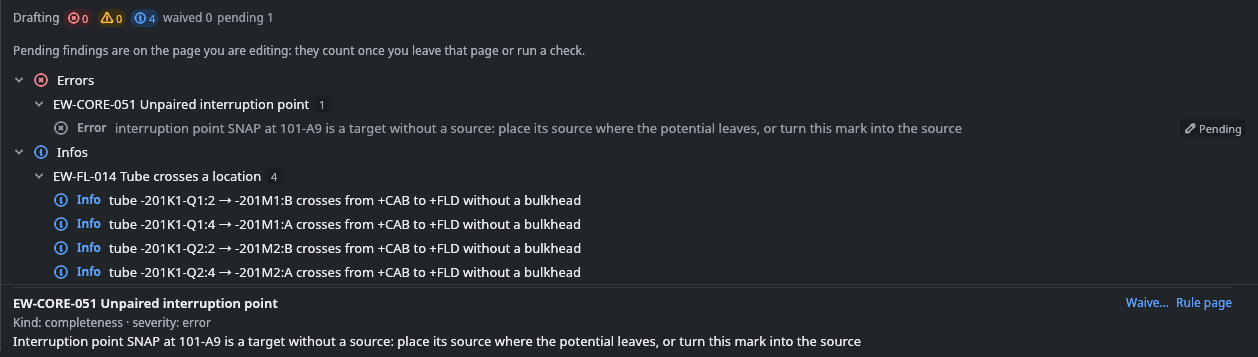 Drafting 0 0 4 waived 0 pending 1
Pending findings are on the page you are editing: they count once you leave that page or run a check.
Errors
EW-CORE-051 Unpaired interruption point 1
Error interruption point SNAP at 101-A9 is a target without a source: place its source where the potential leaves, or turn this mark into the source Pending
Infos
EW-FL-014 Tube crosses a location 4
Info tube -201K1-Q1:2 → -201M1:B crosses from +CAB to +FLD without a bulkhead
Info tube -201K1-Q1:4 → -201M1:A crosses from +CAB to +FLD without a bulkhead
Info tube -201K1-Q2:2 → -201M2:B crosses from +CAB to +FLD without a bulkhead
Info tube -201K1-Q2:4 → -201M2:A crosses from +CAB to +FLD without a bulkhead
EW-CORE-051 Unpaired interruption point Waive... Rule page
Kind: completeness · severity: error
Interruption point SNAP at 101-A9 is a target without a source: place its source where the potential leaves, or turn this mark into the source